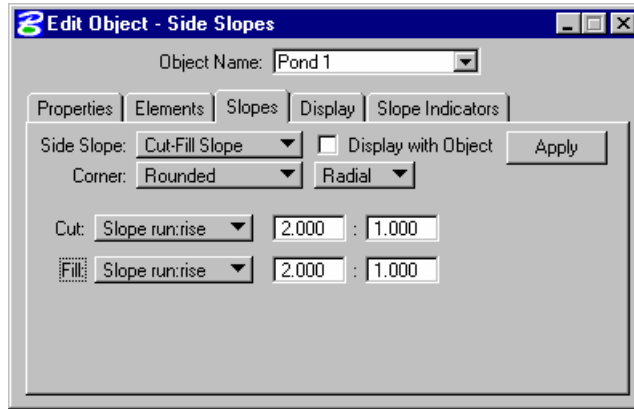 Edit Object - Side Slopes
Object Name: Pond 1
Properties Elements Slopes Display Slope Indicators
Side Slope: Cut-Fill Slope Display with Object Apply
Corner: Rounded Radial
Cut: Slope run:rise 2.000 : 1.000
Fill: Slope run:rise 2.000 : 1.000